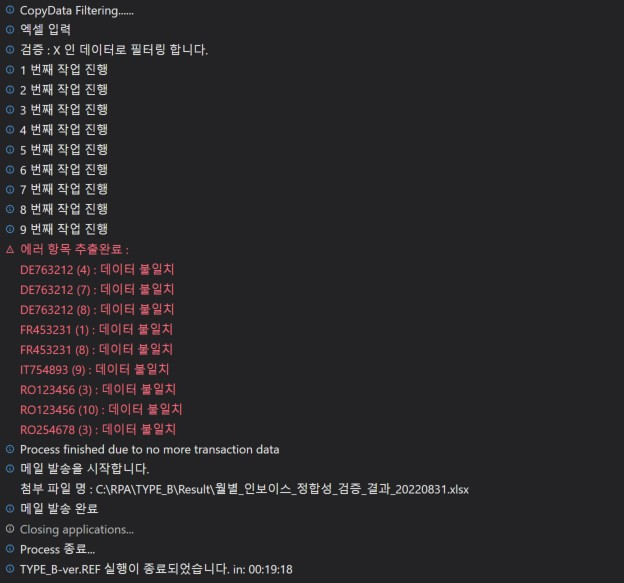 CopyData Filtering......
엑셀 입력
검증 : X 인 데이터로 필터링 합니다.
1 번째 작업 진행
2 번째 작업 진행
3 번째 작업 진행
4 번째 작업 진행
5 번째 작업 진행
6 번째 작업 진행
7 번째 작업 진행
8 번째 작업 진행
9 번째 작업 진행
에러 항목 추출완료 :
DE763212 (4) : 데이터 불일치
DE763212 (7) : 데이터 불일치
DE763212 (8) : 데이터 불일치
FR453231 (1) : 데이터 불일치
FR453231 (8) : 데이터 불일치
IT754893 (9) : 데이터 불일치
RO123456 (3) : 데이터 불일치
RO123456 (10) : 데이터 불일치
RO254678 (3) : 데이터 불일치
Process finished due to no more transaction data
메일 발송을 시작합니다.
첨부 파일 명 : C:\RPA\TYPE_B\Result\월별_인보이스_정합성_검증_결과_20220831.xlsx
메일 발송 완료
Closing applications...
Process 종료...
TYPE_B-ver.REF 실행이 종료되었습니다. in: 00:19:18